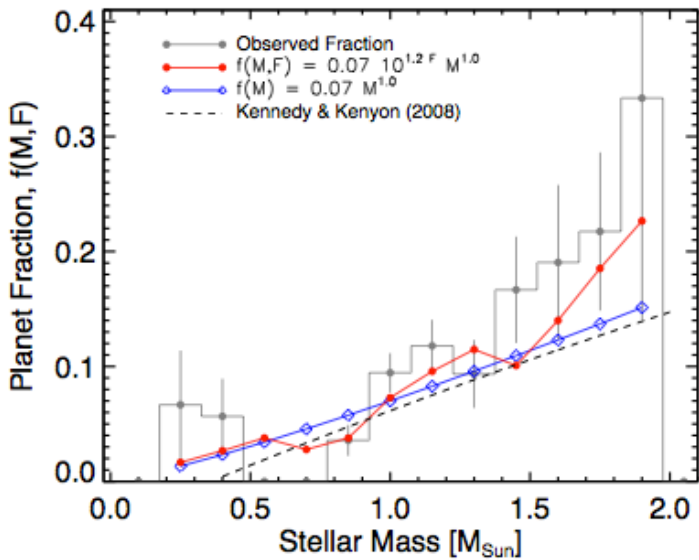 0.4
0.3
0.2
0.1
0.0
Planet Fraction, f(M,F)
Observed Fraction
f(M,F) = 0.07 10^1.2 F M^1.0
f(M) = 0.07 M^1.0
Kennedy & Kenyon (2008)
0.0 0.5 1.0 1.5 2.0
Stellar Mass [M_Sun]